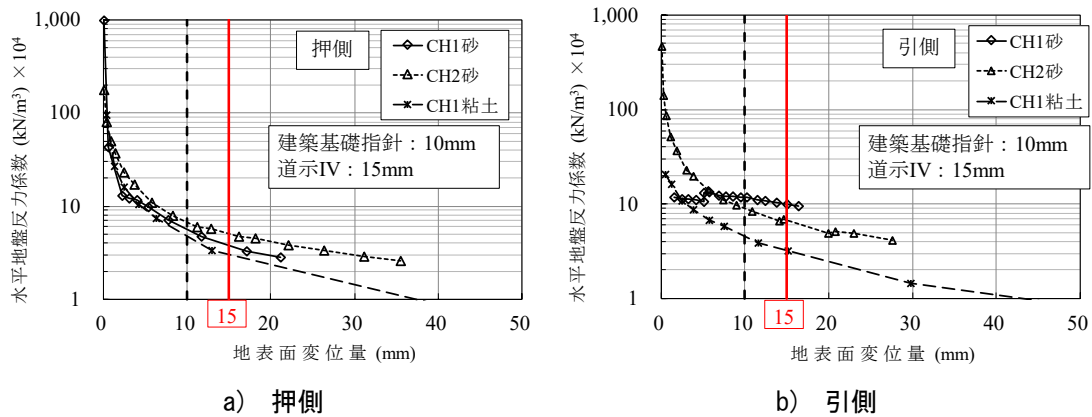 水平地盤反力係数 (kN/m³) ×10⁴
1,000
100
10
1
押側
CH1砂
CH2砂
CH1粘土
建築基礎指針：10mm
道示IV：15mm
0 10 20 30 40 50
15
地表面変位量 (mm)
a) 押側
水平地盤反力係数 (kN/m³) ×10⁴
1,000
100
10
1
引側
CH1砂
CH2砂
CH1粘土
建築基礎指針：10mm
道示IV：15mm
0 10 20 30 40 50
15
地表面変位量 (mm)
b) 引側